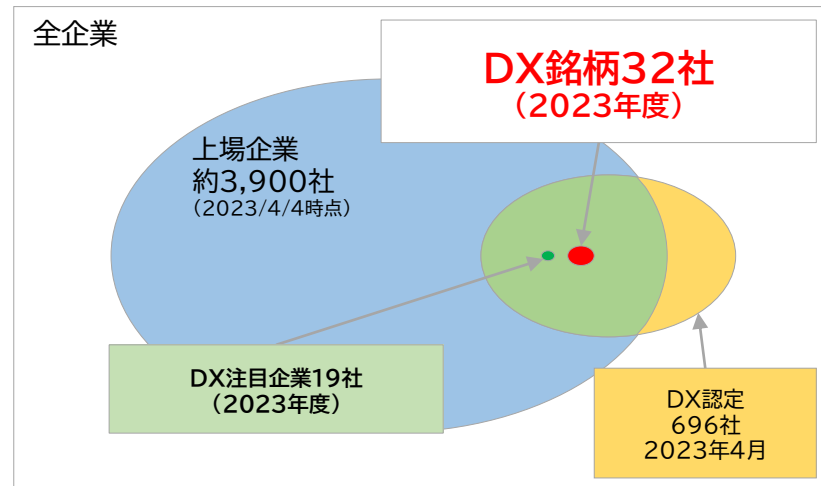 全企業
DX銘柄32社
（2023年度）
上場企業
約3,900社
（2023/4/4時点）
DX注目企業19社
（2023年度）
DX認定
696社
2023年4月